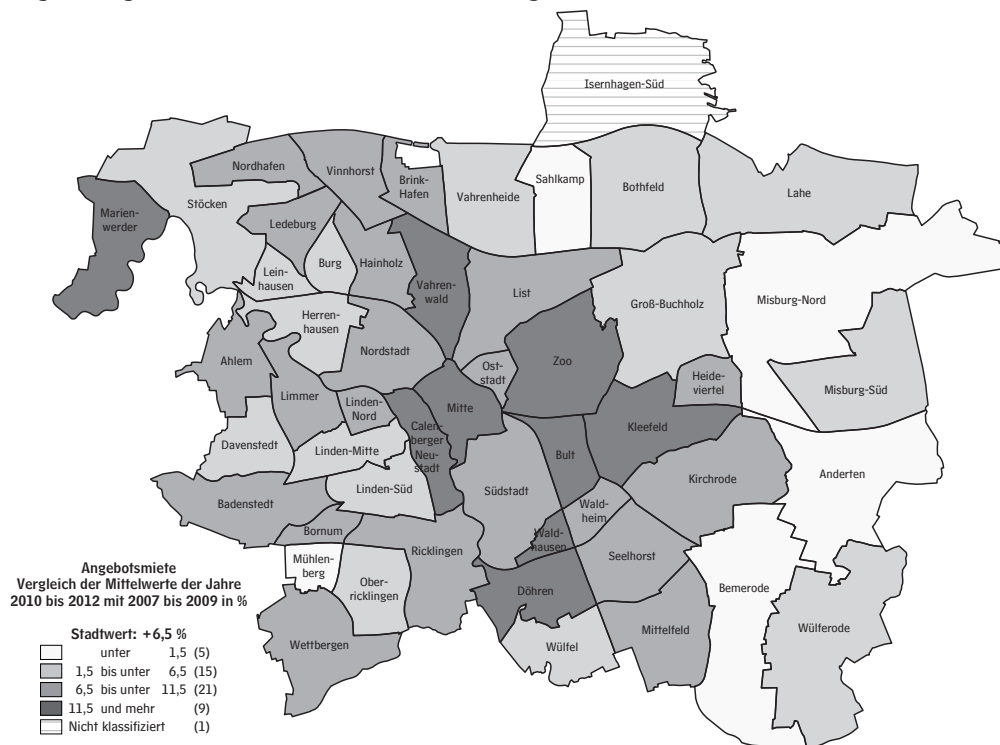 Isernhagen-Süd
Nordhafen
Vinnhorst
Brink-
Hafen
Vahrenheide
Sahlkamp
Bothfeld
Lahe
Marien-
werder
Stöcken
Ledeburg
Burg
Hainholz
Lein-
hausen
Vahren-
wald
List
Groß-Buchholz
Misburg-Nord
Herren-
hausen
Nordstadt
Ahlem
Ost-
stadt
Zoo
Heide-
viertel
Misburg-Süd
Limmer
Linden-
Nord
Mitte
Calen-
berger
Neu-
stadt
Kleefeld
Davenstedt
Linden-Mitte
Bult
Anderten
Linden-Süd
Südstadt
Kirchrode
Badenstedt
Wald-
heim
Bornum
Wald-
hausen
Ricklingen
Seelhorst
Mühlen-
berg
Ober-
ricklingen
Döhren
Bemerode
Wettbergen
Wülfel
Mittelfeld
Wülferode
Angebotsmiete
Vergleich der Mittelwerte der Jahre
2010 bis 2012 mit 2007 bis 2009 in %
Stadtwert: +6,5 %
unter 1,5 (5)
1,5 bis unter 6,5 (15)
6,5 bis unter 11,5 (21)
11,5 und mehr (9)
Nicht klassifiziert (1)